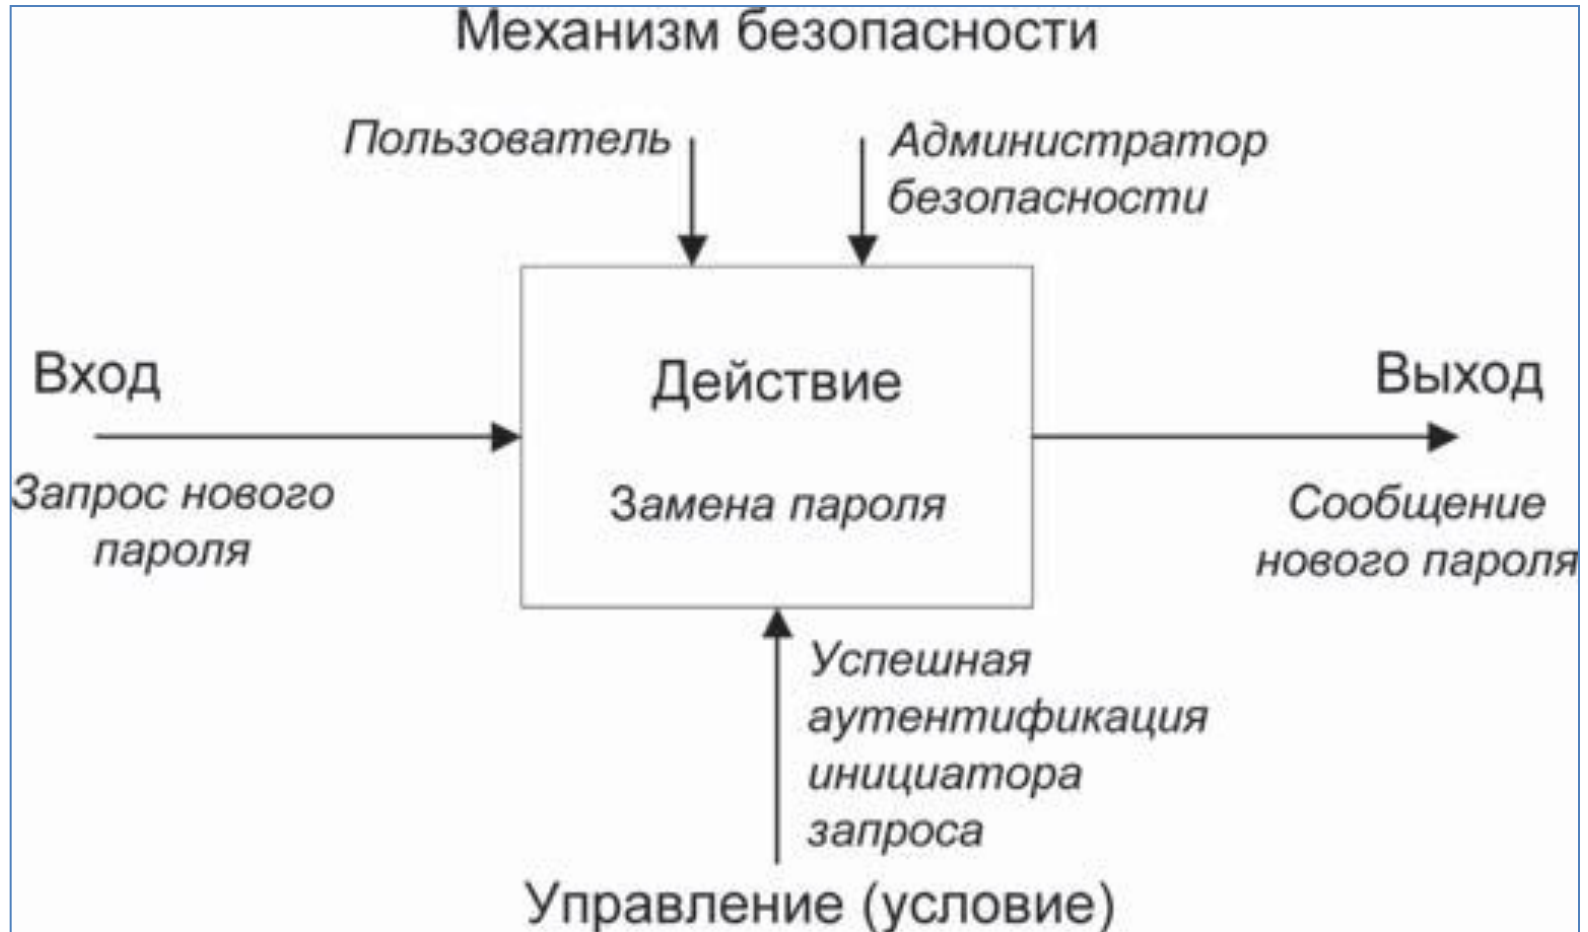 Механизм безопасности
Пользователь
Администратор
безопасности
Вход
Действие
Выход
Запрос нового
пароля
Замена пароля
Сообщение
нового пароля
Успешная
аутентификация
инициатора
запроса
Управление (условие)